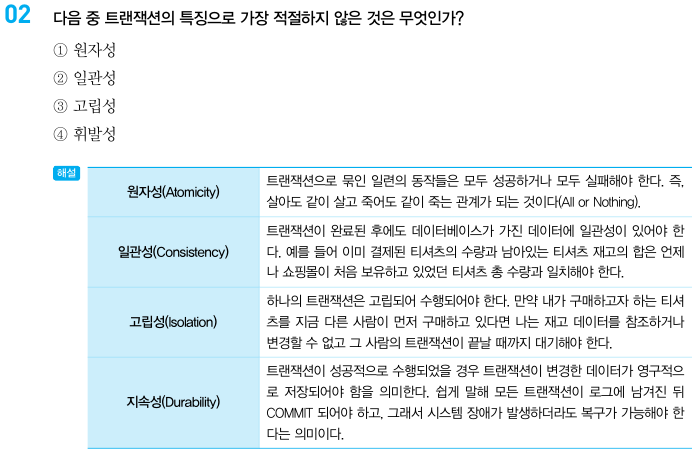 02 다음 중 트랜잭션의 특징으로 가장 적절하지 않은 것은 무엇인가?
① 원자성
② 일관성
③ 고립성
④ 휘발성
해설
원자성(Atomicity)
트랜잭션으로 묶인 일련의 동작들은 모두 성공하거나 모두 실패해야 한다. 즉,
살아도 같이 살고 죽어도 같이 죽는 관계가 되는 것이다(All or Nothing).
일관성(Consistency)
트랜잭션이 완료된 후에도 데이터베이스가 가진 데이터에 일관성이 있어야 한
다. 예를 들어 이미 결제된 티셔츠의 수량과 남아있는 티셔츠 재고의 합은 언제
나 쇼핑몰이 처음 보유하고 있었던 티셔츠 총 수량과 일치해야 한다.
고립성(Isolation)
하나의 트랜잭션은 고립되어 수행되어야 한다. 만약 내가 구매하고자 하는 티셔
츠를 지금 다른 사람이 먼저 구매하고 있다면 나는 재고 데이터를 참조하거나
변경할 수 없고 그 사람의 트랜잭션이 끝날 때까지 대기해야 한다.
지속성(Durability)
트랜잭션이 성공적으로 수행되었을 경우 트랜잭션이 변경한 데이터가 영구적으
로 저장되어야 함을 의미한다. 쉽게 말해 모든 트랜잭션이 로그에 남겨진 뒤
COMMIT 되어야 하고, 그래서 시스템 장애가 발생하더라도 복구가 가능해야 한
다는 의미이다.